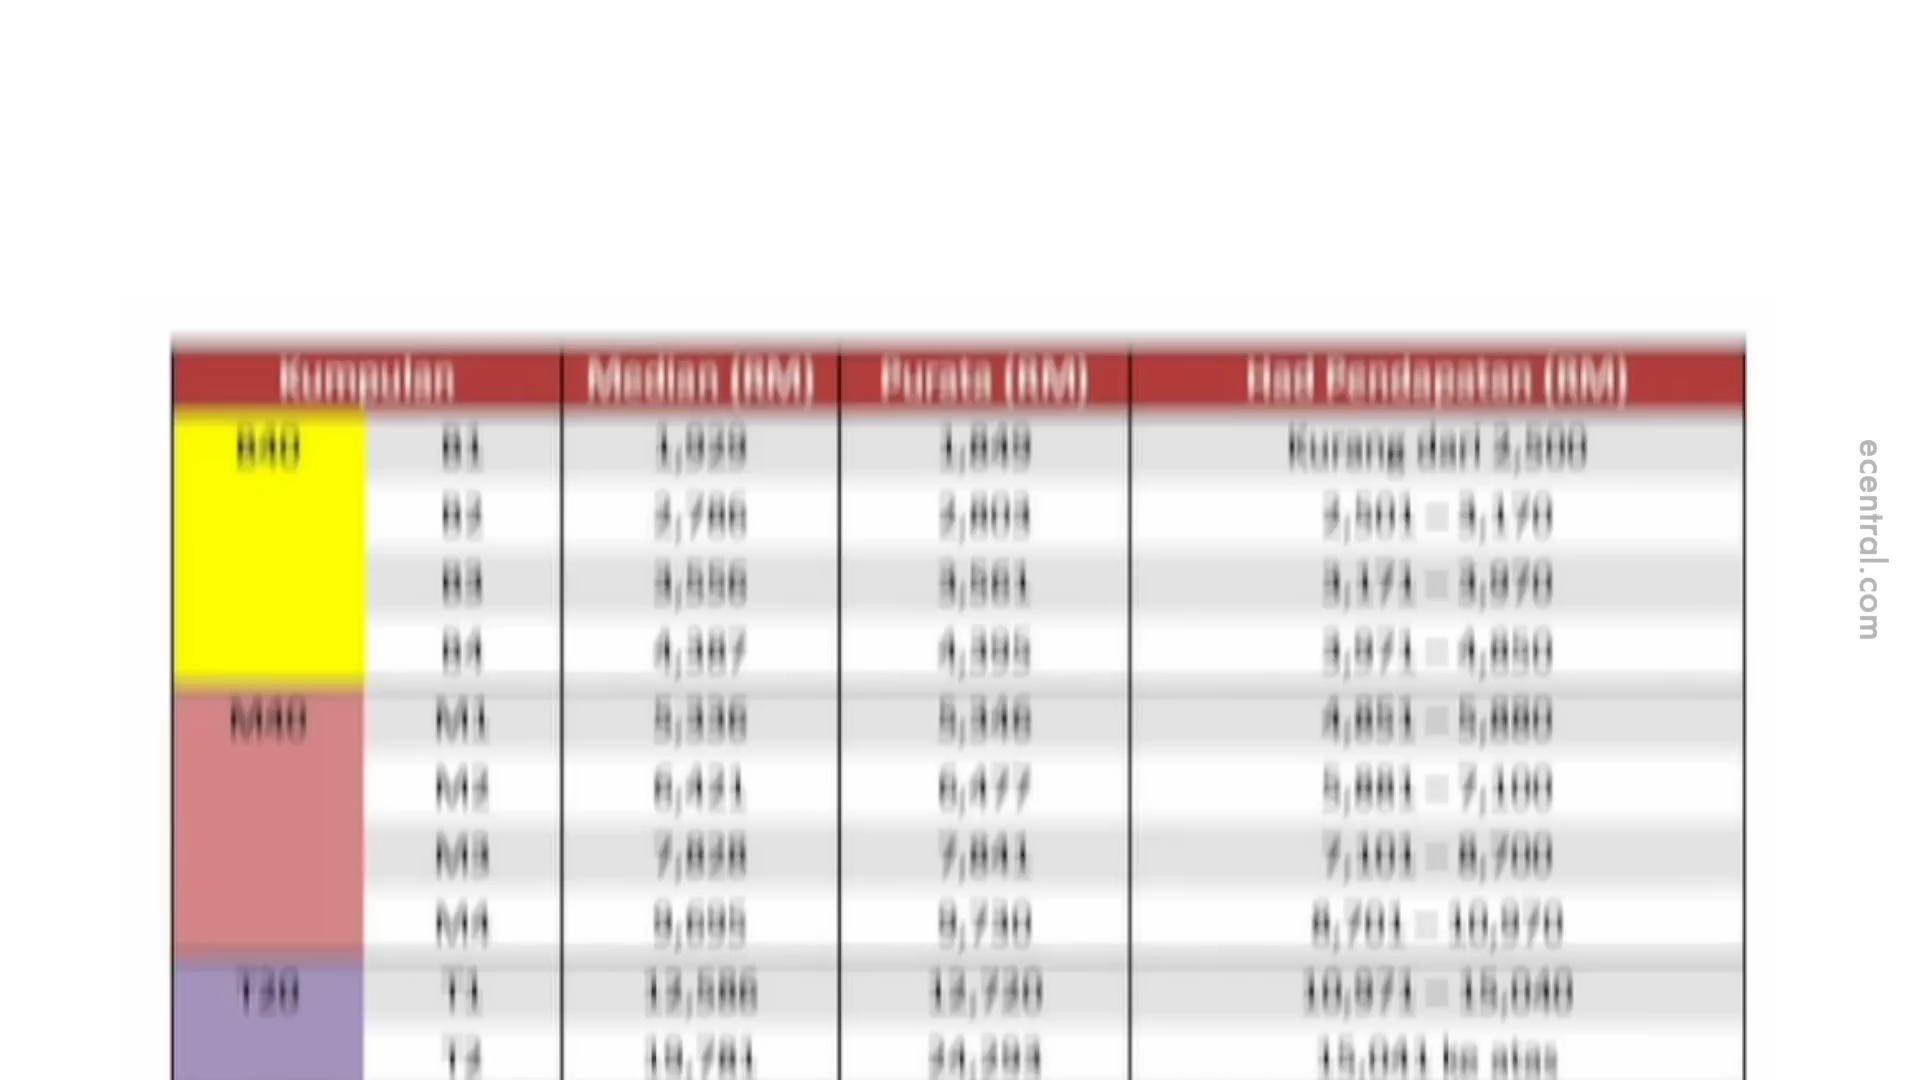 Kumpulan Median (RM) Purata (RM) Had Pendapatan (RM)
B40 B1 1,929 1,849 Kurang dari 2,500
B2 2,786 2,803 2,501 - 3,170
B3 3,556 3,561 3,171 - 3,970
B4 4,387 4,395 3,971 - 4,850
M40 M1 5,336 5,346 4,851 - 5,880
M2 6,421 6,477 5,881 - 7,100
M3 7,828 7,841 7,101 - 8,700
M4 9,695 9,730 8,701 - 10,970
T20 T1 12,586 12,720 10,971 - 15,040
T2 19,781 24,293 15,041 ke atas
ecentral.com